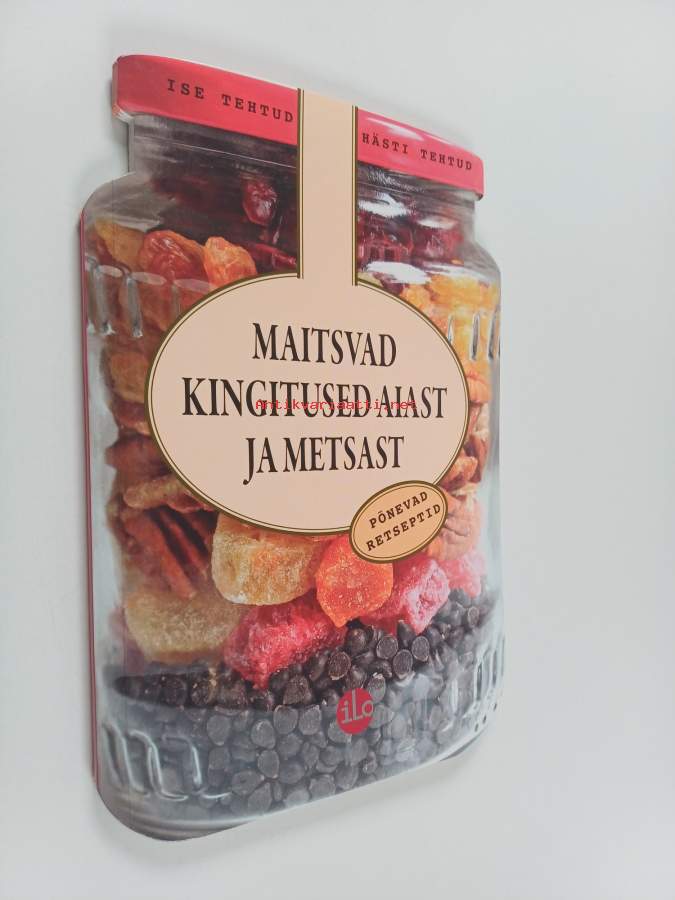 ISE TEHTUD
HÄSTI TEHTUD
MAITSVAD
KINGITUSED AIAST
Antikvariaatti.net
JA METSAST
PÕNEVAD
RETSEPTID
iLo